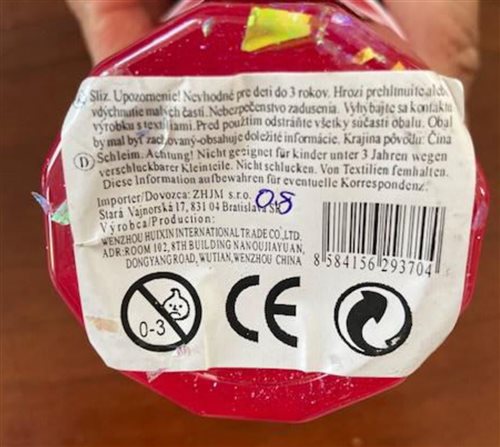 Sliz. Upozornenie! Nevhodné pre deti do 3 rokov. Hrozí prehltnutie alebo
vdýchnutie malých častí. Nebezpečenstvo zadusenia. Vyhýbajte sa kontaktu
výrobku s textíliami. Pred použitím odstráňte všetky súčasti obalu. Obal
by mal byť zachovaný-obsahuje doležité informácie. Krajina pôvodu: Čína
D Schleim. Achtung! Nicht geeignet für kinder unter 3 Jahren wegen
verschluckbarer Kleinteile. Nicht schlucken. Von Textilien femhalten.
Diese Information aufbewahren für eventuelle Korrespondenz.
Importer/Dovozca: ZHJM s.r.o. 08
Stará Vajnorská 17, 831 04 Bratislava SK
Výrobca/Production:
WENZHOU HUIXIN INTERNATIONAL TRADE CO.,LTD.
ADR:ROOM 102, 8TH BUILDING NANOUJIAYUAN,
DONGYANG ROAD, WUTIAN, WENZHOU CHINA
8 584156 293704
0-3
CE